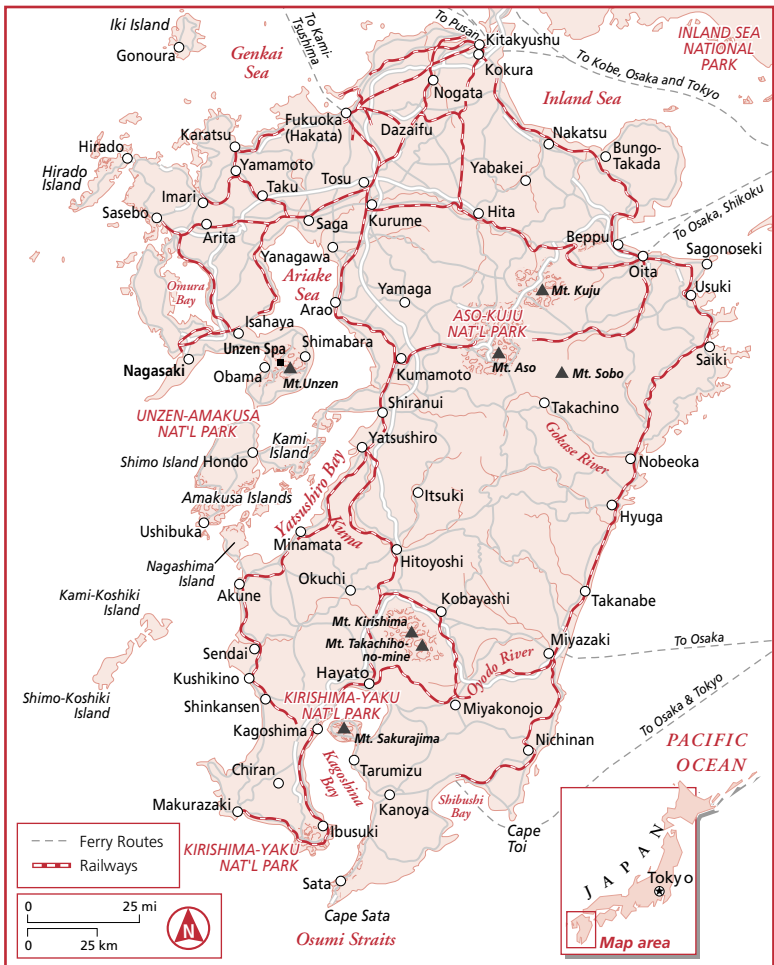 Iki Island
Gonoura
Genkai
Sea
To Kami-
Tsushima
To Pusan
Kitakyushu
Kokura
INLAND SEA
NATIONAL
PARK
To Kobe, Osaka and Tokyo
Inland Sea
Nogata
Fukuoka
(Hakata)
Dazaifu
Nakatsu
Bungo-
Takada
Karatsu
Hirado
Hirado
Island
Yamamoto
Taku
Tosu
Yabakei
Imari
Sasebo
Arita
Saga
Kurume
Hita
Beppu
To Osaka, Shikoku
Sagonoseki
Oita
Usuki
Yanagawa
Ariake
Sea
Omura
Bay
Arao
Yamaga
Mt. Kuju
ASO-KUJU
NAT'L PARK
Isahaya
Unzen Spa
Shimabara
Nagasaki
Obama
Mt.Unzen
Kumamoto
Mt. Aso
Mt. Sobo
Saiki
UNZEN-AMAKUSA
NAT'L PARK
Shiranui
Takachino
Kami
Island
Yatsushiro
Gokase River
Shimo Island
Hondo
Nobeoka
Amakusa Islands
Yatsushiro Bay
Itsuki
Hyuga
Ushibuka
Kuma
Minamata
Nagashima
Island
Hitoyoshi
Okuchi
Akune
Kami-Koshiki
Island
Kobayashi
Takanabe
Mt. Kirishima
Mt. Takachiho-
no-mine
Miyazaki
To Osaka
Sendai
Oyodo River
Hayato
Kushikino
Shimo-Koshiki
Island
KIRISHIMA-YAKU
NAT'L PARK
Shinkansen
Miyakonojo
To Osaka & Tokyo
Kagoshima
Mt. Sakurajima
PACIFIC
OCEAN
Nichinan
Kagoshina
Bay
Tarumizu
Chiran
Kanoya
Shibushi
Bay
Makurazaki
Cape
Toi
Ibusuki
KIRISHIMA-YAKU
NAT'L PARK
Sata
Cape Sata
Osumi Straits
Ferry Routes
Railways
0 25 mi
0 25 km
N
JAPAN
Tokyo
Map area